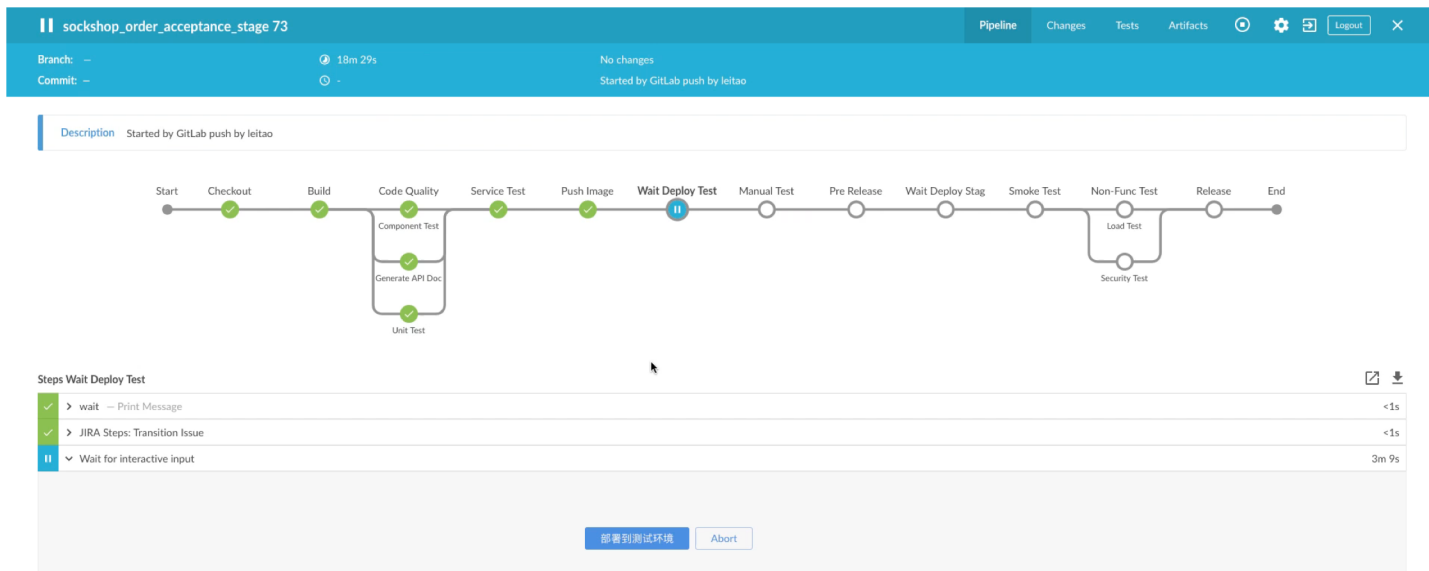 sockshop_order_acceptance_stage 73
Pipeline Changes Tests Artifacts Logout
Branch: — 18m 29s No changes
Commit: — - Started by GitLab push by leitao
Description Started by GitLab push by leitao
Start Checkout Build Code Quality Service Test Push Image Wait Deploy Test Manual Test Pre Release Wait Deploy Stag Smoke Test Non-Func Test Release End
Component Test Load Test
Generate API Doc Security Test
Unit Test
Steps Wait Deploy Test
wait — Print Message <1s
JIRA Steps: Transition Issue <1s
Wait for interactive input 3m 9s
部署到测试环境 Abort